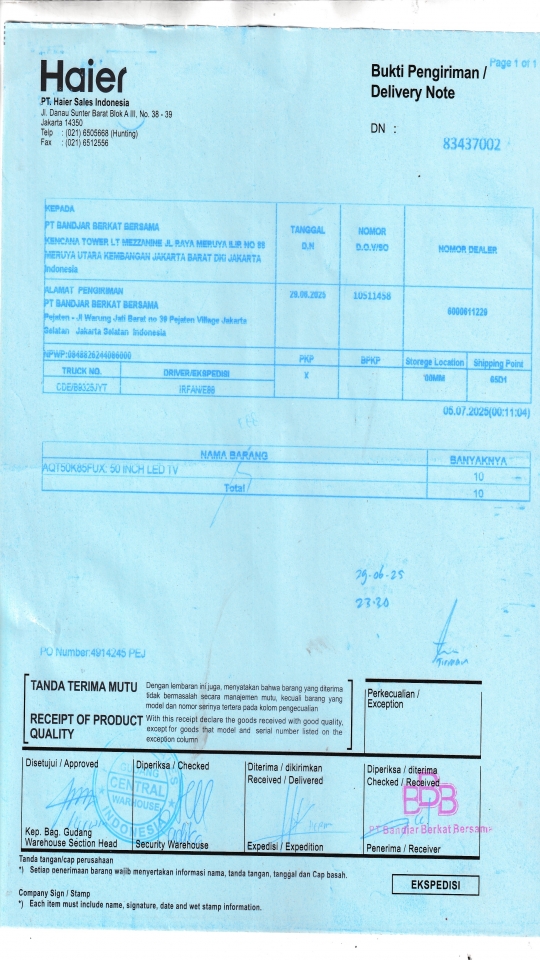 Page 1 of 1
Haier
Bukti Pengiriman /
Delivery Note
PT. Haier Sales Indonesia
Jl. Danau Sunter Barat Blok A III, No. 38 - 39
Jakarta 14350
Telp : (021) 6505668 (Hunting)
Fax : (021) 6512556
DN :
83437002
KEPADA
PT BANDJAR BERKAT BERSAMA
KENCANA TOWER LT MEZZANINE JL RAYA MERUYA ILIR NO 88
MERUYA UTARA KEMBANGAN JAKARTA BARAT DKI JAKARTA
Indonesia
TANGGAL
D.N
NOMOR
D.O.Y/SO
NOMOR DEALER
ALAMAT PENGIRIMAN
PT BANDJAR BERKAT BERSAMA
Pejaten - Jl Warung Jati Barat no 39 Pejaten Village Jakarta
Selatan Jakarta Selatan Indonesia
10511458
PKP
BPKP
Storage Location
Shipping Point
TRUCK NO.
DRIVER/EKSPEDISI
X
CDE/B9325JYT
05.07.2025(00:11:04)
NAMA BARANG
BANYAKNYA
AQT50K85FUX: 50 INCH LED TV
10
Total
10
29-06-25
23.30
PO Number:4914245 PEJ
TANDA TERIMA MUTU
Dengan lembaran ini juga, menyatakan bahwa barang yang diterima
tidak bermasalah secara manajemen mutu, kecuali barang yang
model dan nomor serinya tertera pada kolom pengecualian
RECEIPT OF PRODUCT
QUALITY
With this receipt declare the goods received with good quality,
except for goods that model and serial number listed on the
exception column
Perkecualian /
Exception
Disetujui / Approved
Diperiksa / Checked
Diterima / dikirimkan
Received / Delivered
Diperiksa / diterima
Checked / Received
CENTRAL
WAREHOUSE
INDONESIA
BBB
PT Bandjar Berkat Bersama
Kep. Bag. Gudang
Warehouse Section Head
Security Warehouse
Expedisi / Expedition
Penerima / Receiver
Tanda tangan/cap perusahaan
*) Setiap penerimaan barang wajib menyertakan informasi nama, tanda tangan, tanggal dan Cap basah.
EKSPEDISI
Company Sign / Stamp
*) Each item must include name, signature, date and wet stamp information.